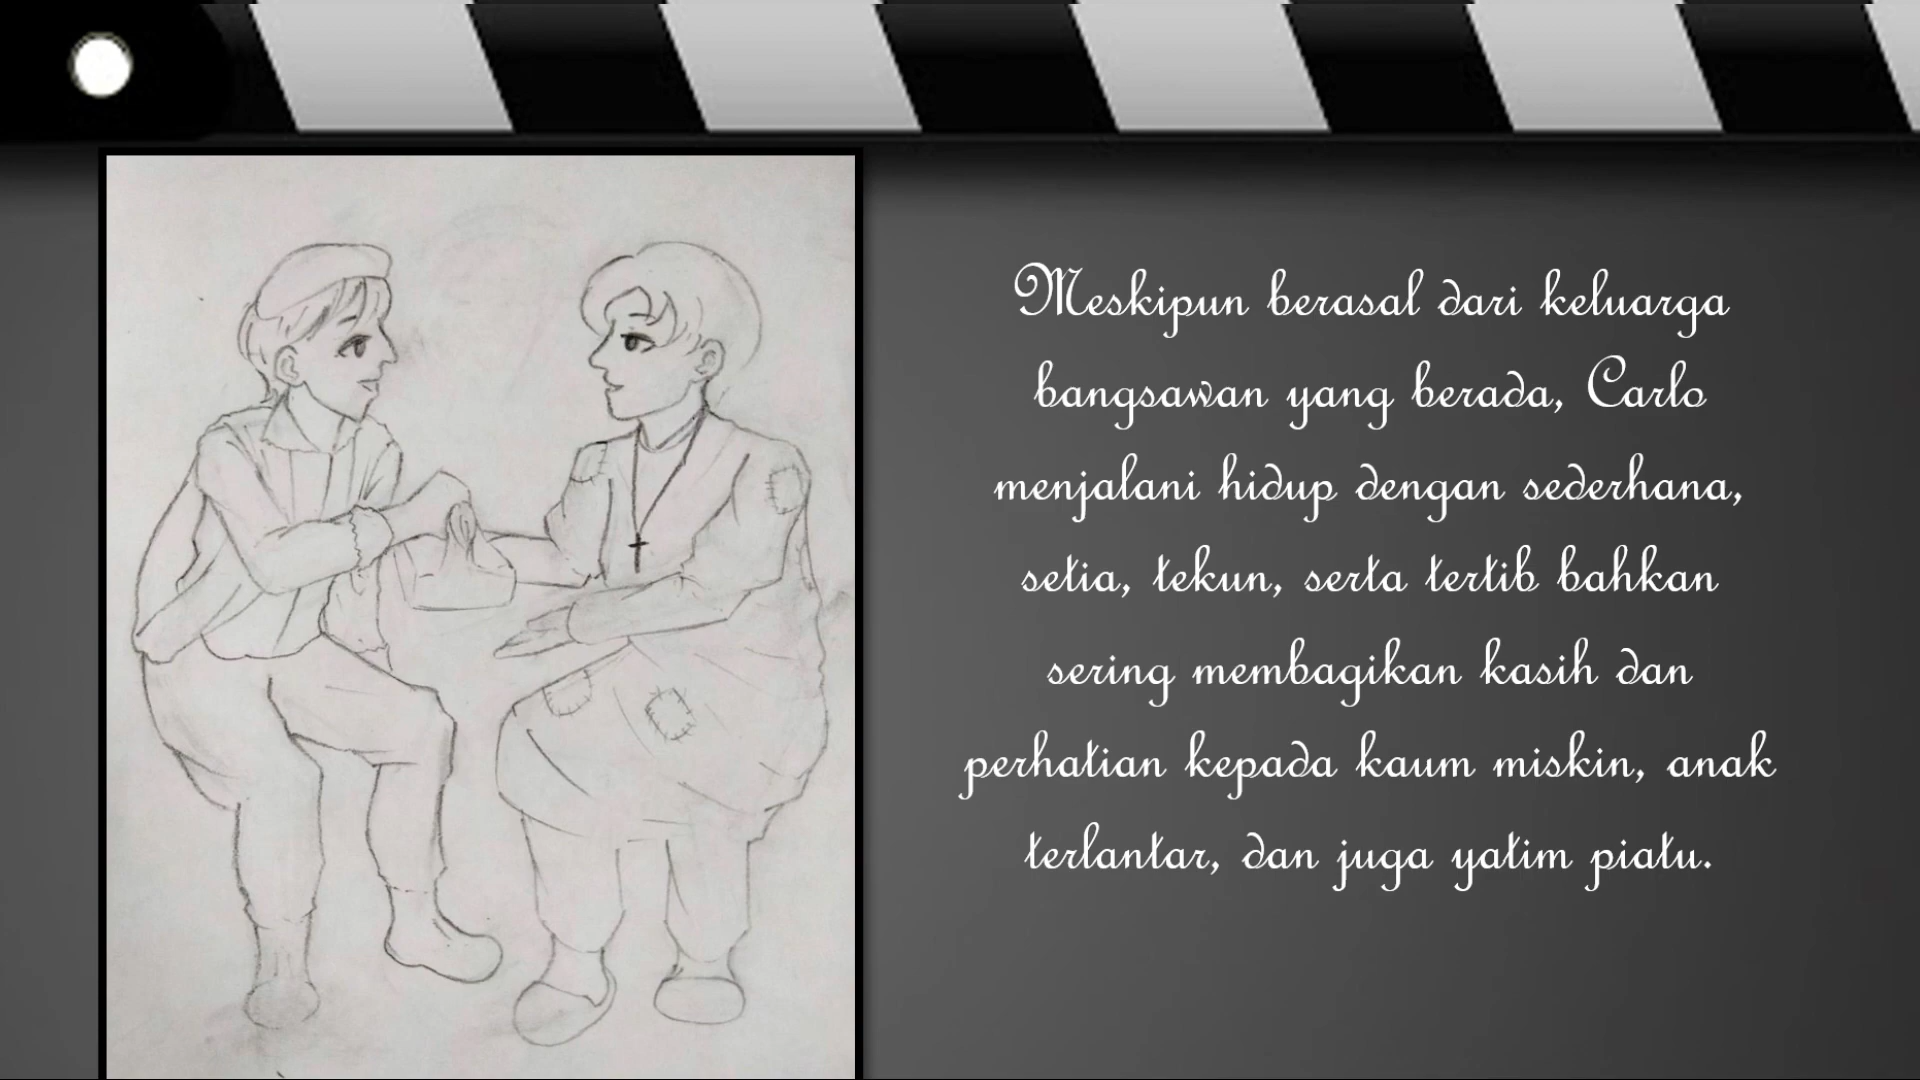 Meskipun berasal dari keluarga
bangsawan yang berada, Carlo
menjalani hidup dengan sederhana,
setia, tekun, serta tertib bahkan
sering membagikan kasih dan
perhatian kepada kaum miskin, anak
terlantar, dan juga yatim piatu.